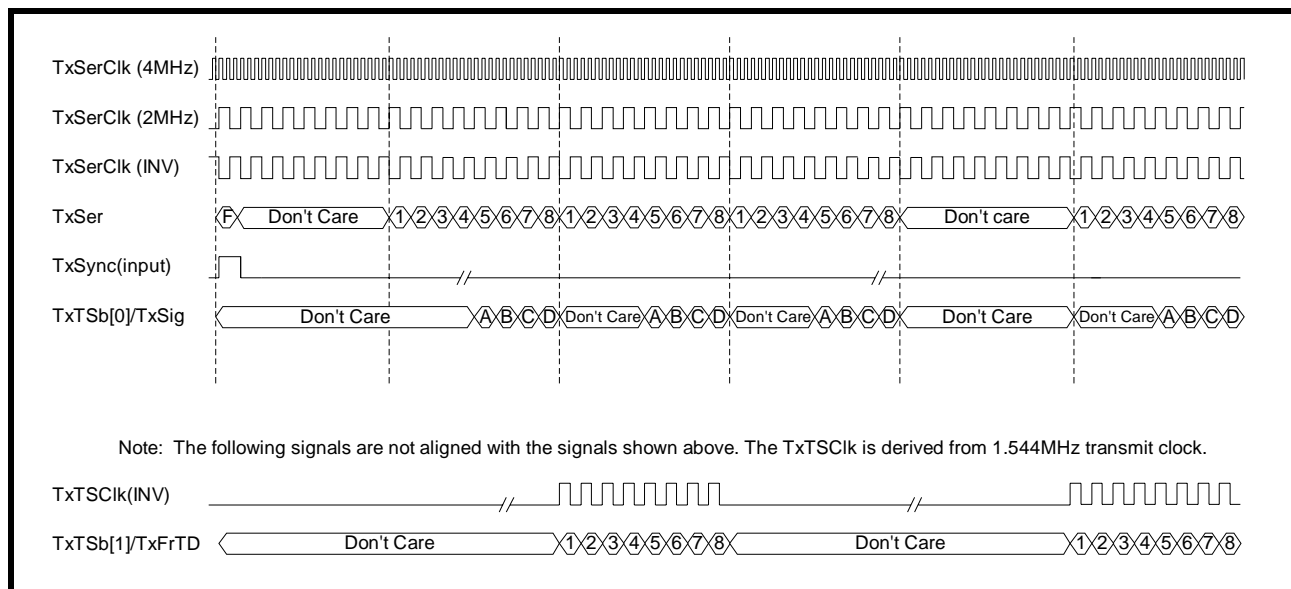 TxSerClk (4MHz)
TxSerClk (2MHz)
TxSerClk (INV)
TxSer F Don't Care 1 2 3 4 5 6 7 8 1 2 3 4 5 6 7 8 1 2 3 4 5 6 7 8 Don't care 1 2 3 4 5 6 7 8
TxSync(input)
TxTSb[0]/TxSig Don't Care A B C D Don't Care A B C D Don't Care A B C D Don't Care Don't Care A B C D
Note: The following signals are not aligned with the signals shown above. The TxTSClk is derived from 1.544MHz transmit clock.
TxTSClk(INV)
TxTSb[1]/TxFrTD Don't Care 1 2 3 4 5 6 7 8 Don't Care 1 2 3 4 5 6 7 8